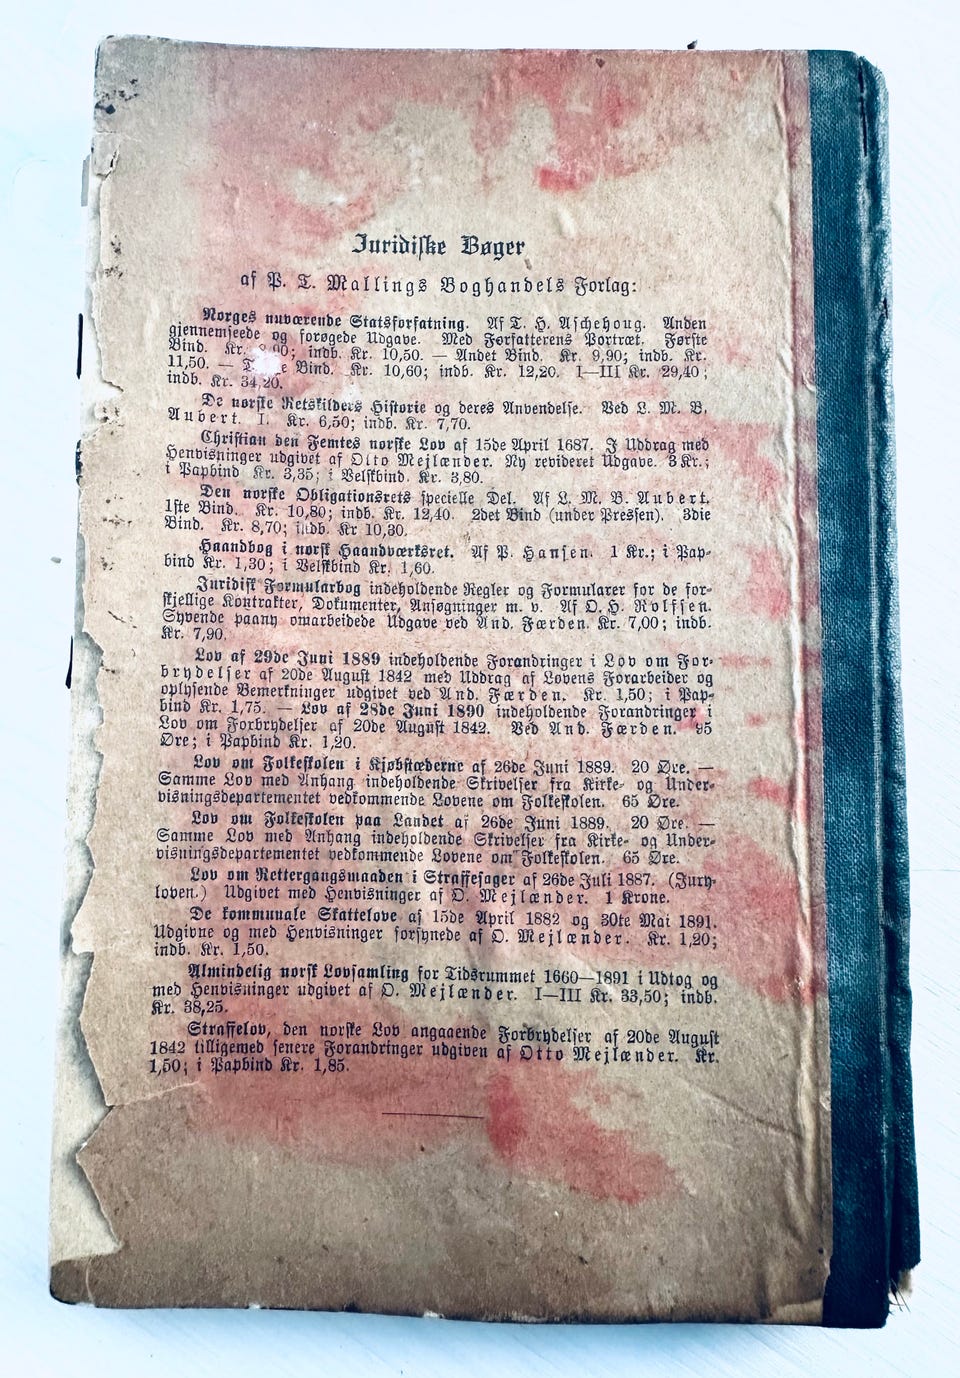 Juridiske Bøger
af P. T. Mallings Boghandels Forlag:
Norges nuværende Statsforfatning. Af T. H. Aschehoug. Anden
gjennemseede og forøgede Udgave. Med Forfatterens Portræt. Første
Bind. Kr. 90; indb. Kr. 10,50. — Andet Bind. Kr. 9,90; indb. Kr.
11,50. — Bind. Kr. 10,60; indb. Kr. 12,20. I—III Kr. 29,40;
indb. Kr. 34,20.
De norske Retskilders Historie og deres Anvendelse. Ved L. M. B.
Aubert. I. Kr. 6,50; indb. Kr. 7,70.
Christian den Femtes norske Lov af 15de April 1687. I Uddrag med
Henvisninger udgivet af Otto Mejlænder. Ny revideret Udgave. 3 Kr.;
i Papbind Kr. 3,35; i Velskbind. Kr. 3,80.
Den norske Obligationsrets specielle Del. Af L. M. B. Aubert.
1ste Bind. Kr. 10,80; indb. Kr. 12,40. 2det Bind (under Pressen). 3die
Bind. Kr. 8,70; indb. Kr 10,30.
Haandbog i norsk Haandværksret. Af P. Hansen. 1 Kr.; i Pap-
bind Kr. 1,30; i Velskbind Kr. 1,60.
Juridisk Formularbog indeholdende Regler og Formularer for de for-
skjellige Kontrakter, Dokumenter, Ansøgninger m. v. Af O. H. Rolfsen.
Syvende paany omarbeidede Udgave ved And. Færden. Kr. 7,00; indb.
Kr. 7,90.
Lov af 29de Juni 1889 indeholdende Forandringer i Lov om For-
brydelser af 20de August 1842 med Uddrag af Lovens Forarbeider og
oplysende Bemerkninger udgivet ved And. Færden. Kr. 1,50; i Pap-
bind Kr. 1,75. — Lov af 28de Juni 1890 indeholdende Forandringer i
Lov om Forbrydelser af 20de August 1842. Ved And. Færden. 95
Øre; i Papbind Kr. 1,20.
Lov om Folkeskolen i Kjøbstæderne af 26de Juni 1889. 20 Øre. —
Samme Lov med Anhang indeholdende Skrivelser fra Kirke- og Under-
visningsdepartementet vedkommende Lovene om Folkeskolen. 65 Øre.
Lov om Folkeskolen paa Landet af 26de Juni 1889. 20 Øre. —
Samme Lov med Anhang indeholdende Skrivelser fra Kirke- og Under-
visningsdepartementet vedkommende Lovene om Folkeskolen. 65 Øre.
Lov om Rettergangsmaaden i Straffesager af 26de Juli 1887. (Jury-
loven.) Udgivet med Henvisninger af O. Mejlænder. 1 Krone.
De kommunale Skattelove af 15de April 1882 og 30te Mai 1891.
Udgivne og med Henvisninger forsynede af O. Mejlænder. Kr. 1,20;
indb. Kr. 1,50.
Almindelig norsk Lovsamling for Tidsrummet 1660—1891 i Udtog og
med Henvisninger udgivet af O. Mejlænder. I—III Kr. 33,50; indb.
Kr. 38,25.
Straffelov, den norske Lov angaaende Forbrydelser af 20de August
1842 tilligemed senere Forandringer udgiven af Otto Mejlænder. Kr.
1,50; i Papbind Kr. 1,85.